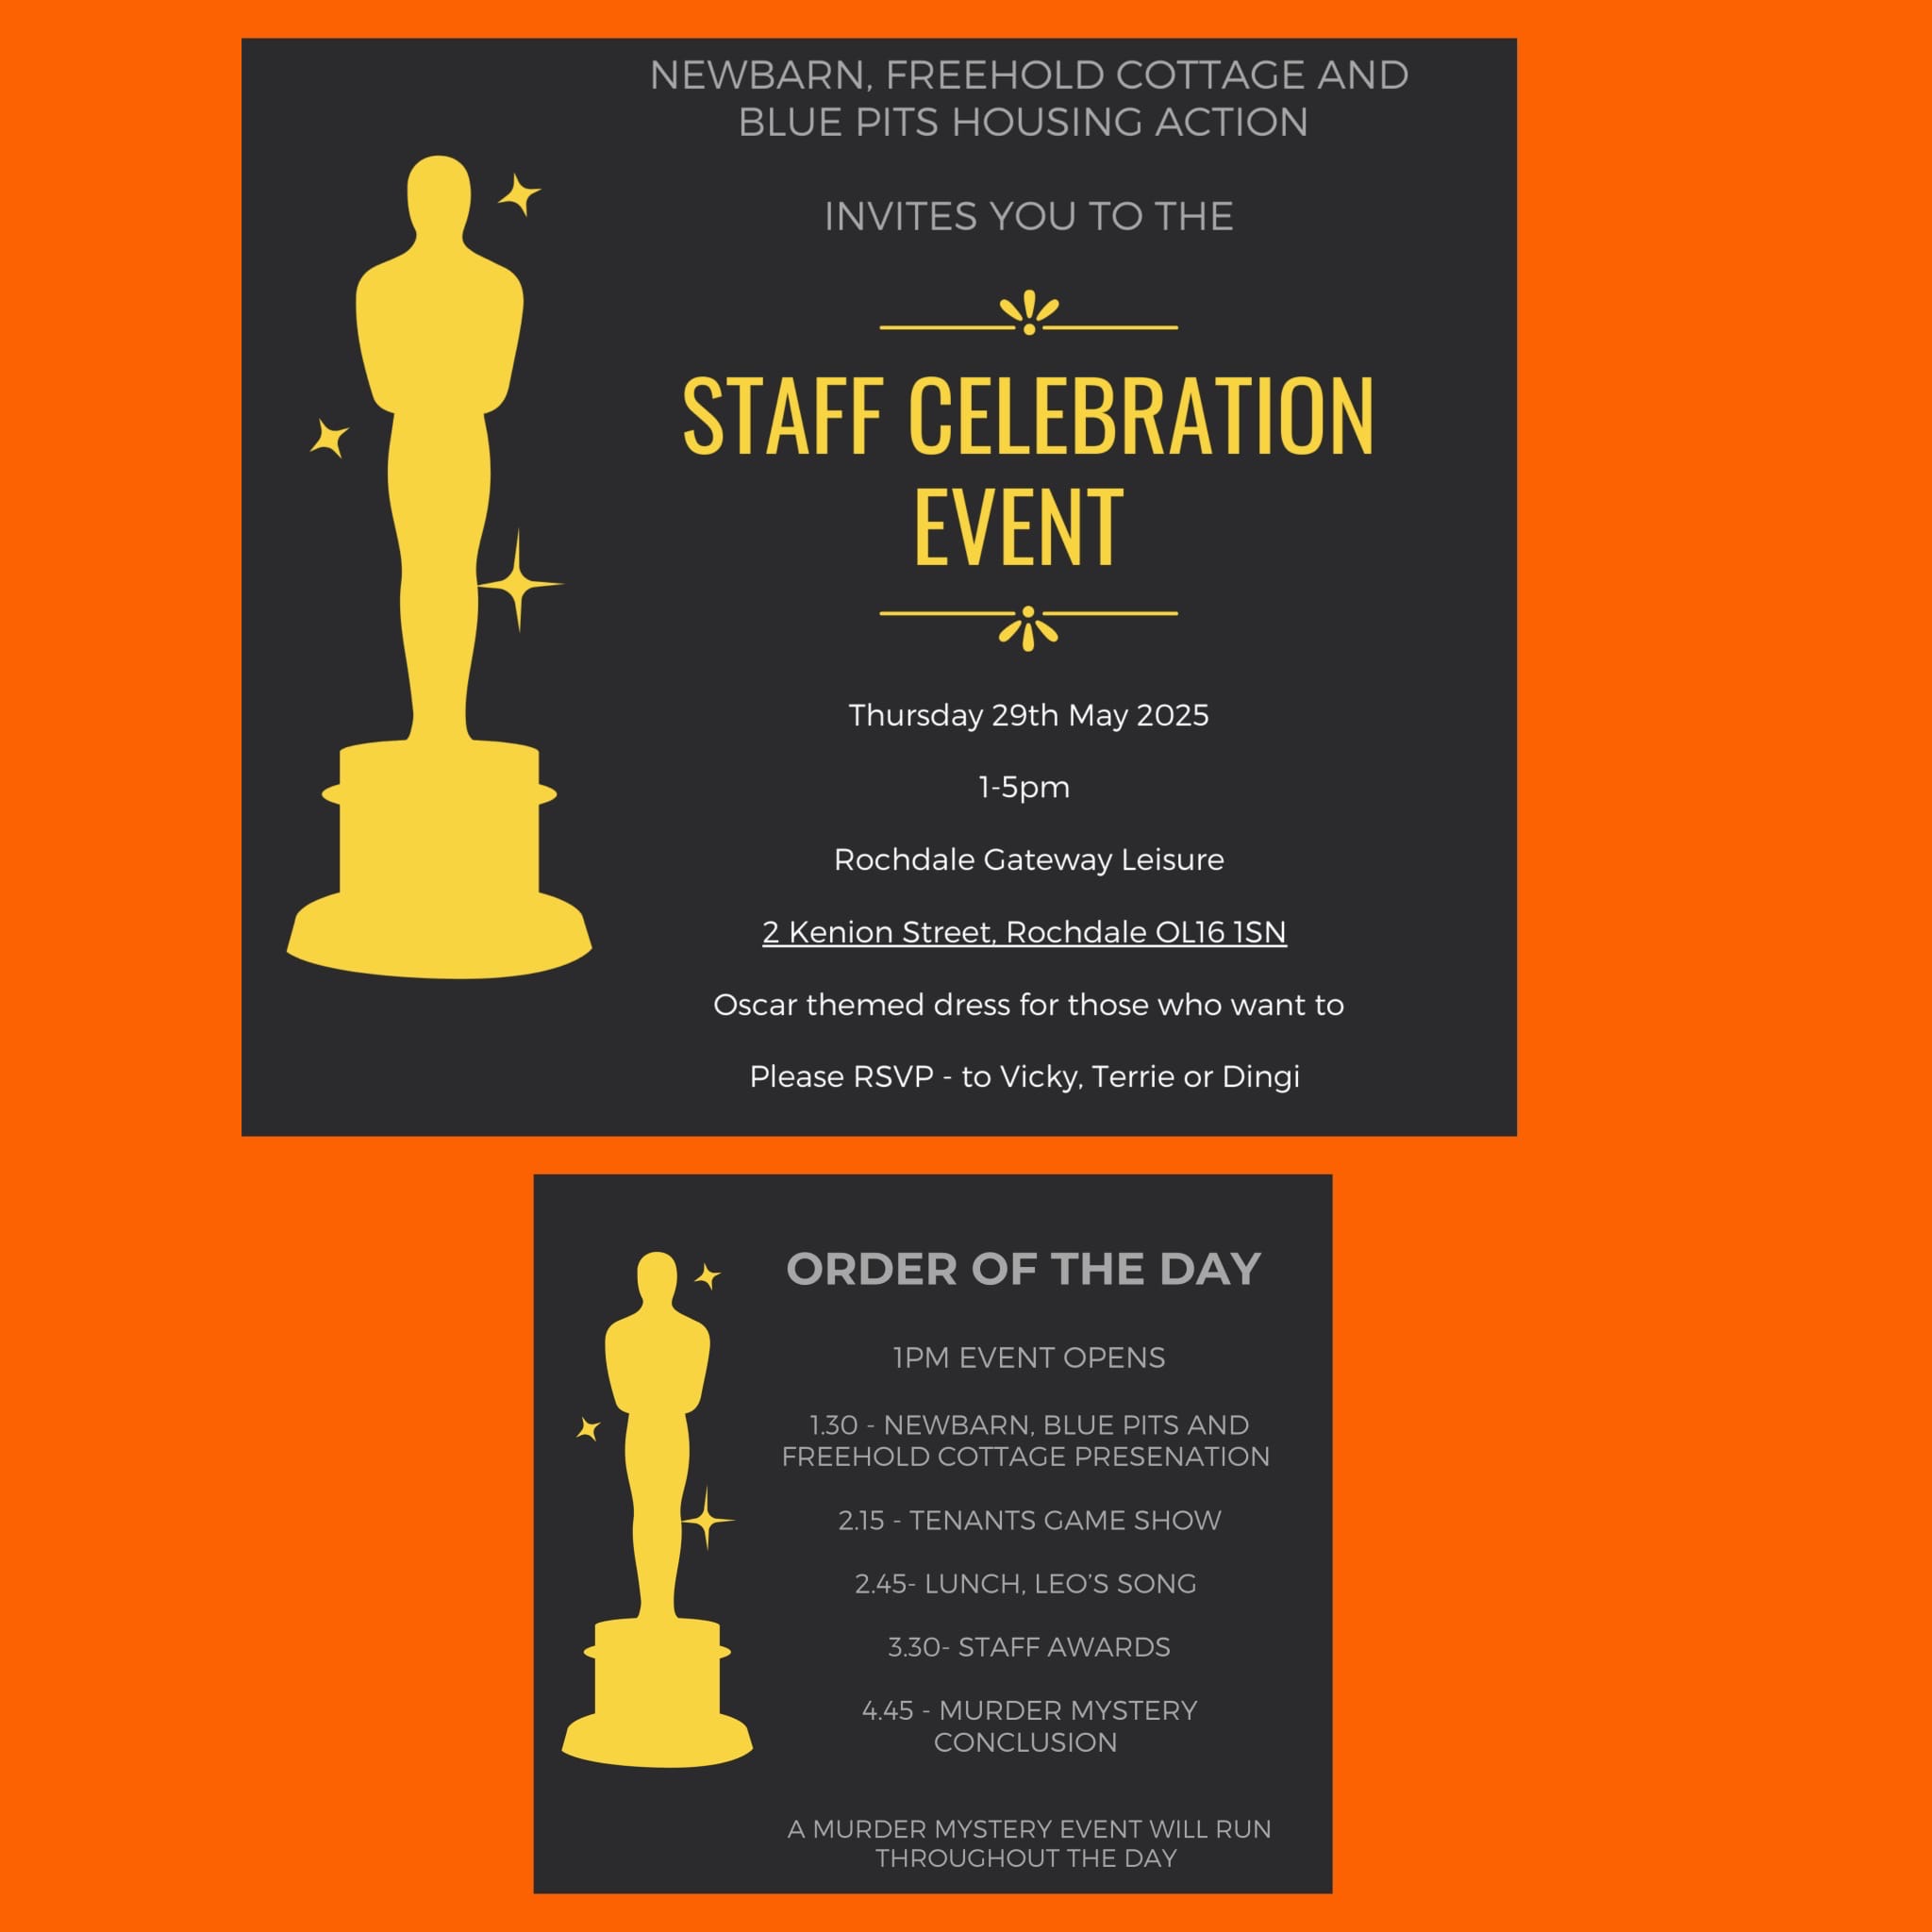 NEWBARN, FREEHOLD COTTAGE AND
BLUE PITS HOUSING ACTION
INVITES YOU TO THE
STAFF CELEBRATION
EVENT
Thursday 29th May 2025
1-5pm
Rochdale Gateway Leisure
2 Kenion Street, Rochdale OL16 1SN
Oscar themed dress for those who want to
Please RSVP - to Vicky, Terrie or Dingi
ORDER OF THE DAY
1PM EVENT OPENS
1.30 - NEWBARN, BLUE PITS AND
FREEHOLD COTTAGE PRESENATION
2.15 - TENANTS GAME SHOW
2.45- LUNCH, LEO'S SONG
3.30- STAFF AWARDS
4.45 - MURDER MYSTERY
CONCLUSION
A MURDER MYSTERY EVENT WILL RUN
THROUGHOUT THE DAY